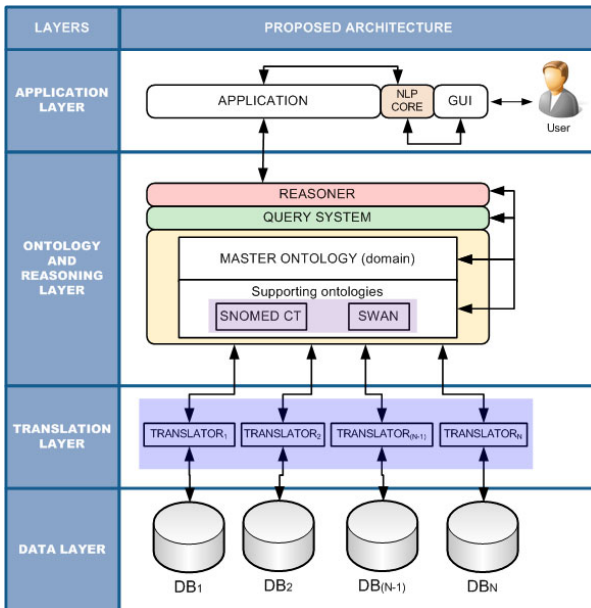 LAYERS
PROPOSED ARCHITECTURE
APPLICATION
LAYER
APPLICATION
NLP
CORE
GUI
User
ONTOLOGY
AND
REASONING
LAYER
REASONER
QUERY SYSTEM
MASTER ONTOLOGY (domain)
Supporting ontologies
SNOMED CT
SWAN
TRANSLATION
LAYER
TRANSLATOR1
TRANSLATOR2
TRANSLATOR(N-1)
TRANSLATORN
DATA LAYER
DB1
DB2
DB(N-1)
DBN